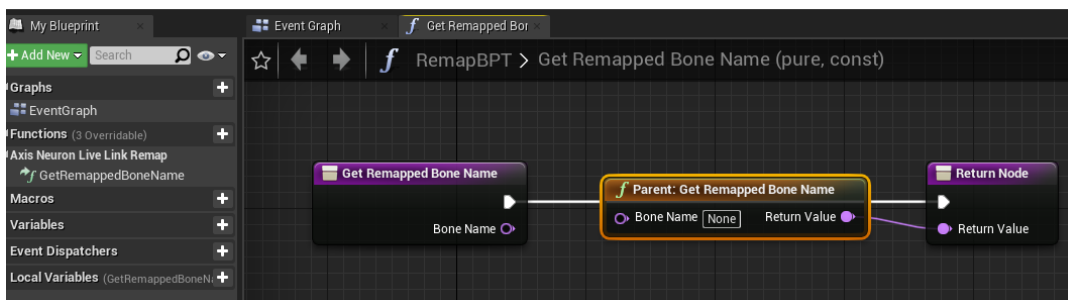 My Blueprint
+ Add New Search
Graphs
EventGraph
Functions (3 Overridable)
Axis Neuron Live Link Remap
GetRemappedBoneName
Macros
Variables
Event Dispatchers
Local Variables (GetRemappedBoneN
Event Graph
Get Remapped Bor
RemapBPT > Get Remapped Bone Name (pure, const)
Get Remapped Bone Name
Bone Name
Parent: Get Remapped Bone Name
Bone Name None Return Value
Return Node
Return Value